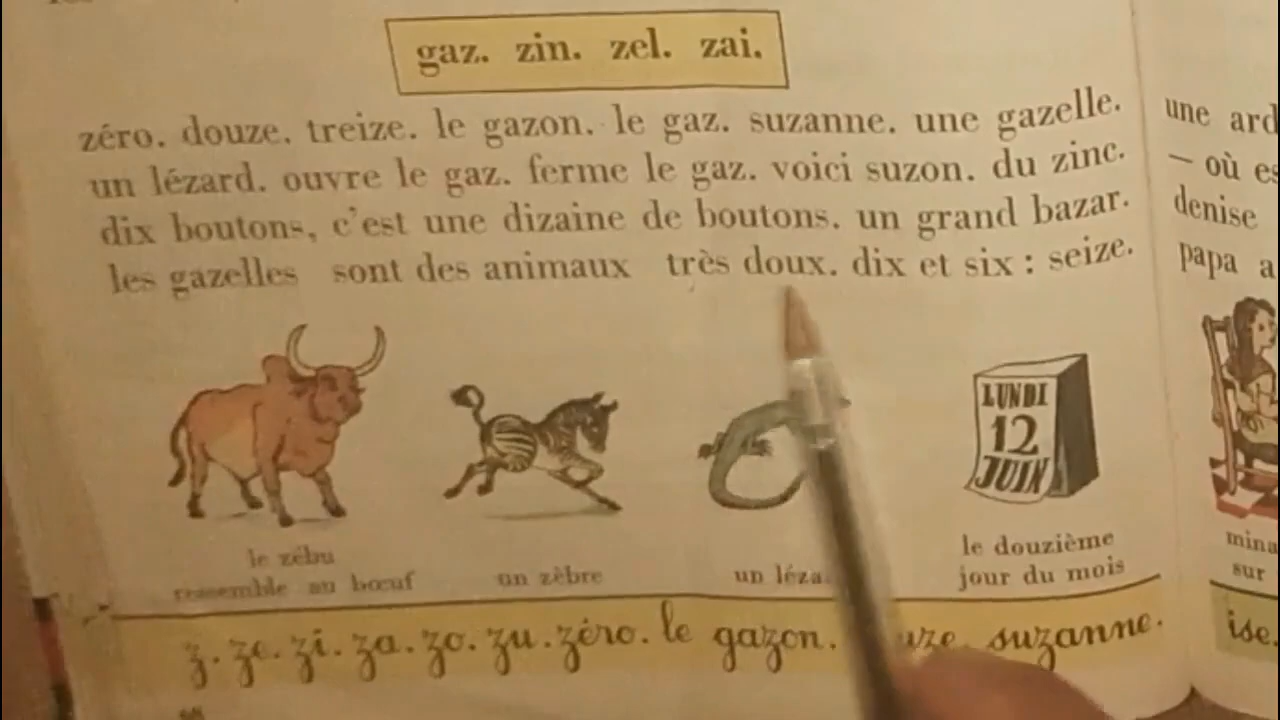 gaz. zin. zel. zai.
zéro. douze. treize. le gazon. le gaz. suzanne. une gazelle.
un lézard. ouvre le gaz. ferme le gaz. voici suzon. du zinc.
dix boutons, c'est une dizaine de boutons. un grand bazar.
les gazelles sont des animaux très doux. dix et six : seize.
LUNDI
12
JUIN
le zébu
ressemble au bœuf
un zèbre
un
le douzième
jour du mois
z. ze. zi. za. zo. zu. zéro. le gazon. suzanne.
une
— où
denise
papa
sur